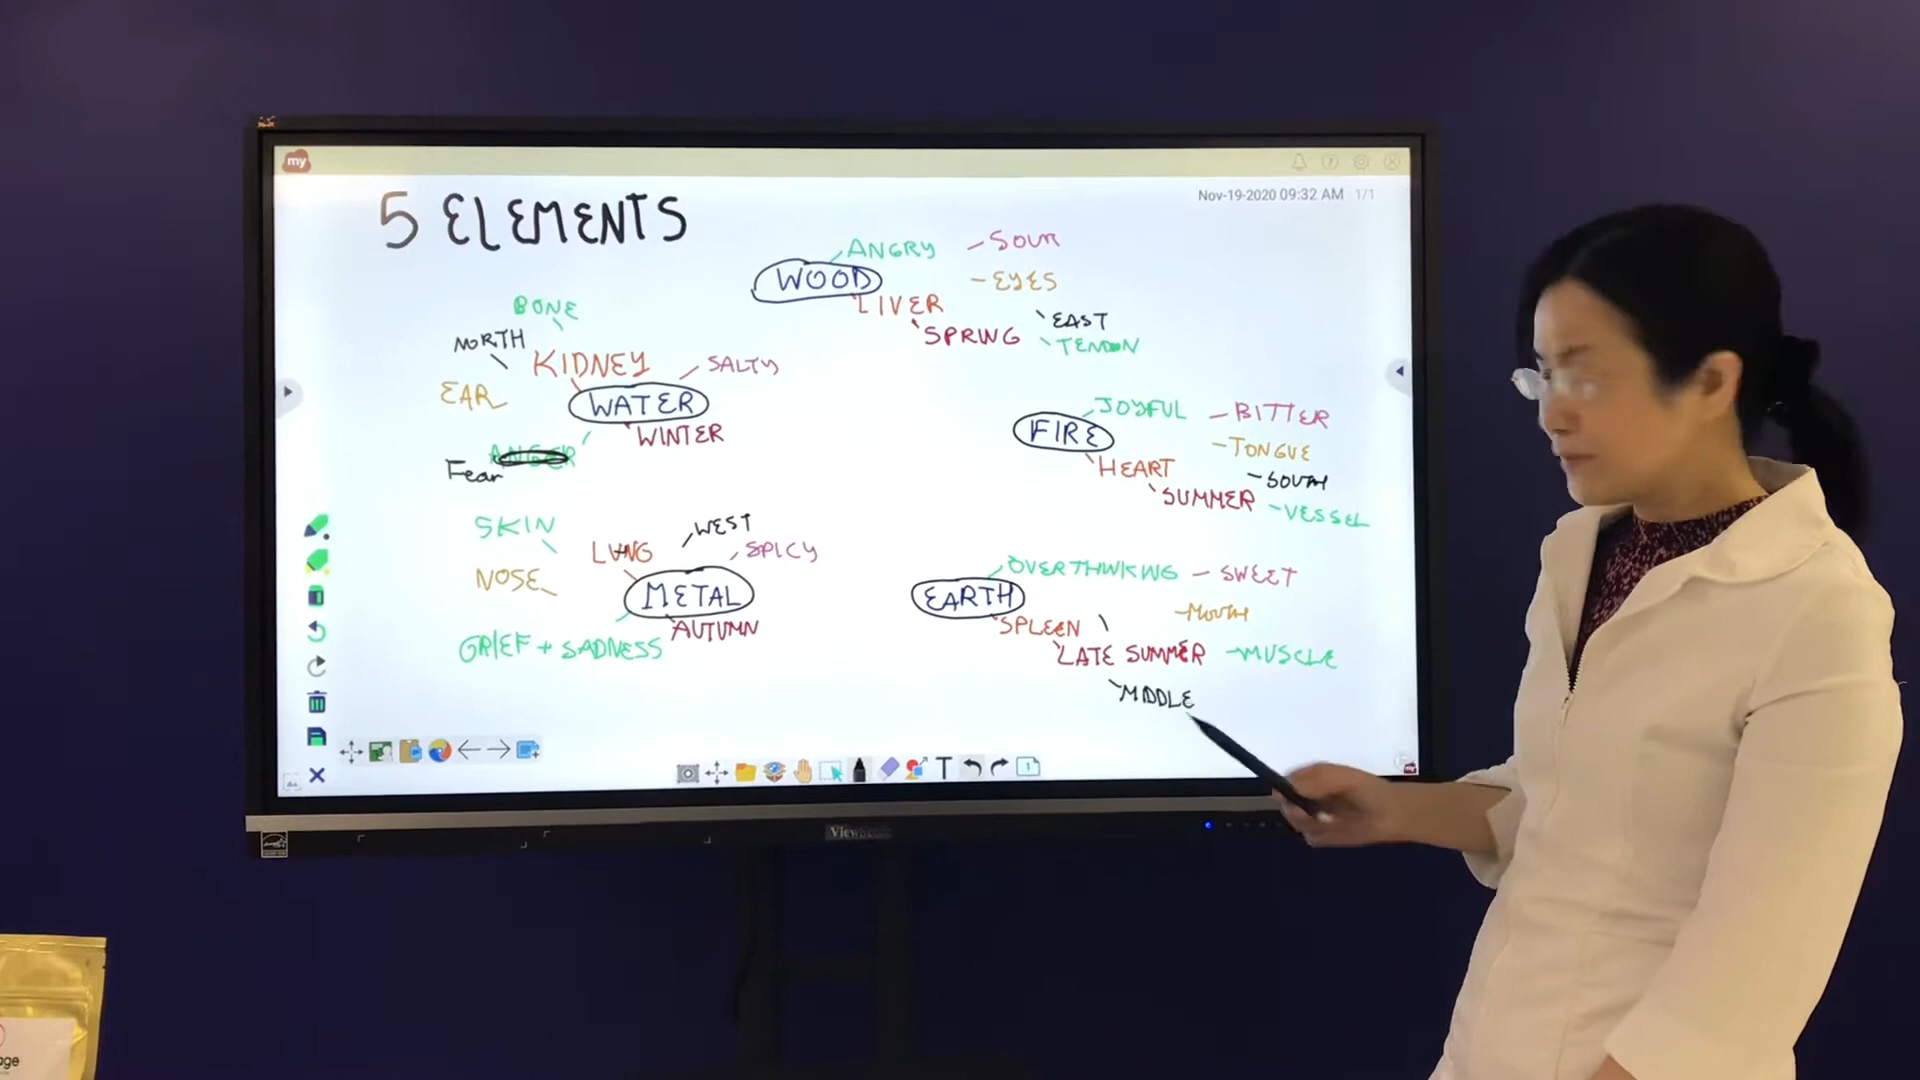 my
Nov-19-2020 09:32 AM 1/1
5 ELEMENTS
ANGRY - SOUR
WOOD
- EYES
LIVER
EAST
SPRING
TENDON
BONE
NORTH
KIDNEY
SALTY
EAR
WATER
WINTER
Fear
JOYFUL - BITTER
FIRE
- TONGUE
HEART
- SOUTH
SUMMER
- VESSEL
SKIN
WEST
LUNG
SPICY
NOSE
METAL
AUTUMN
GRIEF + SADNESS
OVERTHINKING - SWEET
EARTH
- MOUTH
SPLEEN
LATE SUMMER - MUSCLE
MIDDLE
T
1